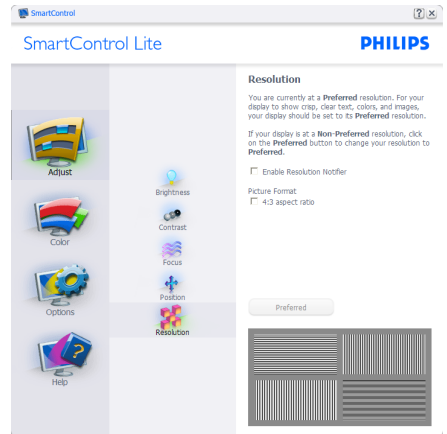 SmartControl
SmartControl Lite
PHILIPS
Adjust
Color
Options
Help
Brightness
Contrast
Focus
Position
Resolution
Resolution
You are currently at a Preferred resolution. For your
display to show crisp, clear text, colors, and images,
your display should be set to its Preferred resolution.
If your display is at a Non-Preferred resolution, click
on the Preferred button to change your resolution to
Preferred.
Enable Resolution Notifier
Picture Format
4:3 aspect ratio
Preferred